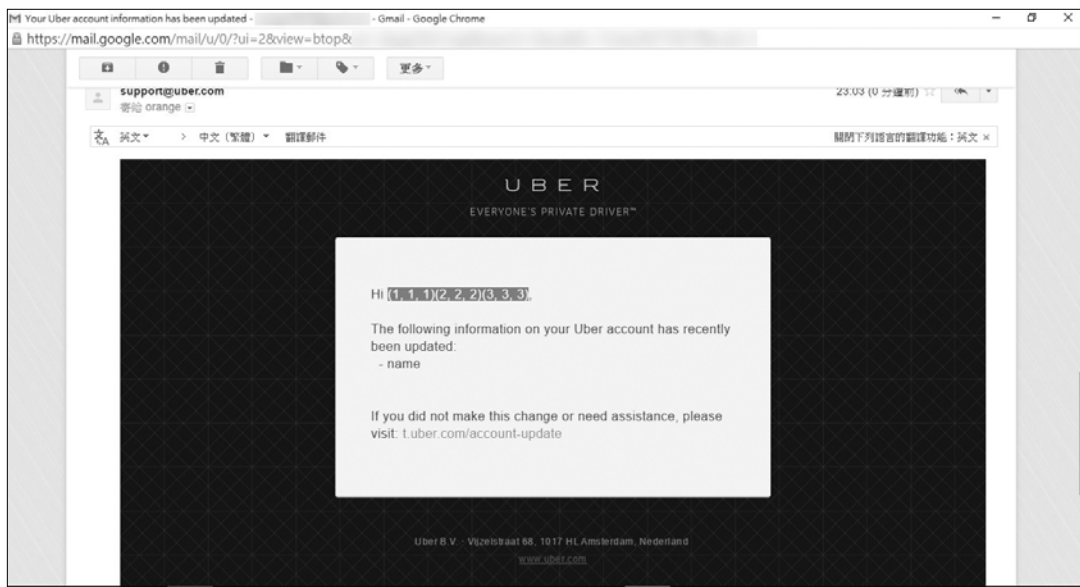 Your Uber account information has been updated - - Gmail - Google Chrome
https://mail.google.com/mail/u/0/?ui=2&view=btop&
更多
support@uber.com 23:03 (0 分鐘前)
寄給 orange
英文 > 中文 (繁體) 翻譯郵件 關閉下列語言的翻譯功能：英文 ×
UBER
EVERYONE'S PRIVATE DRIVER™
Hi (1, 1, 1)(2, 2, 2)(3, 3, 3),
The following information on your Uber account has recently
been updated:
- name
If you did not make this change or need assistance, please
visit: t.uber.com/account-update
Uber B.V. - Vijzelstraat 68, 1017 HL Amsterdam, Nederland
www.uber.com